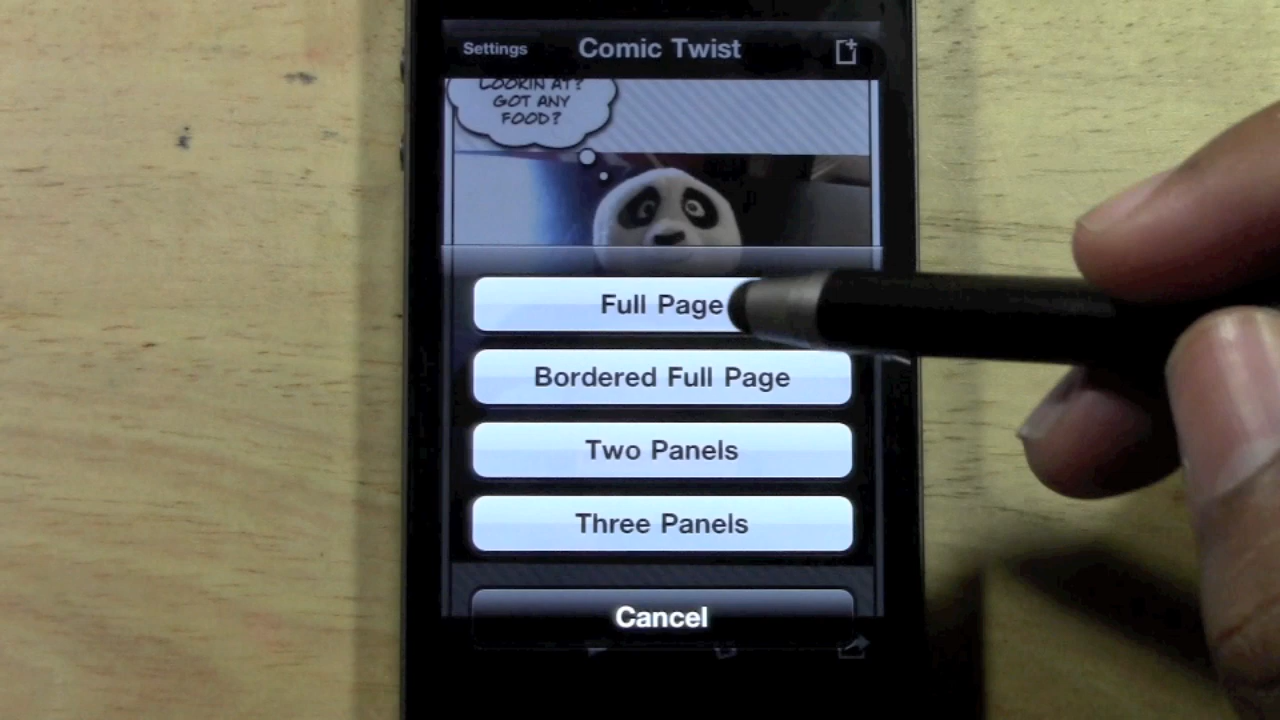 Settings
Comic Twist
LOOKIN AT?
GOT ANY
FOOD?
Full Page
Bordered Full Page
Two Panels
Three Panels
Cancel